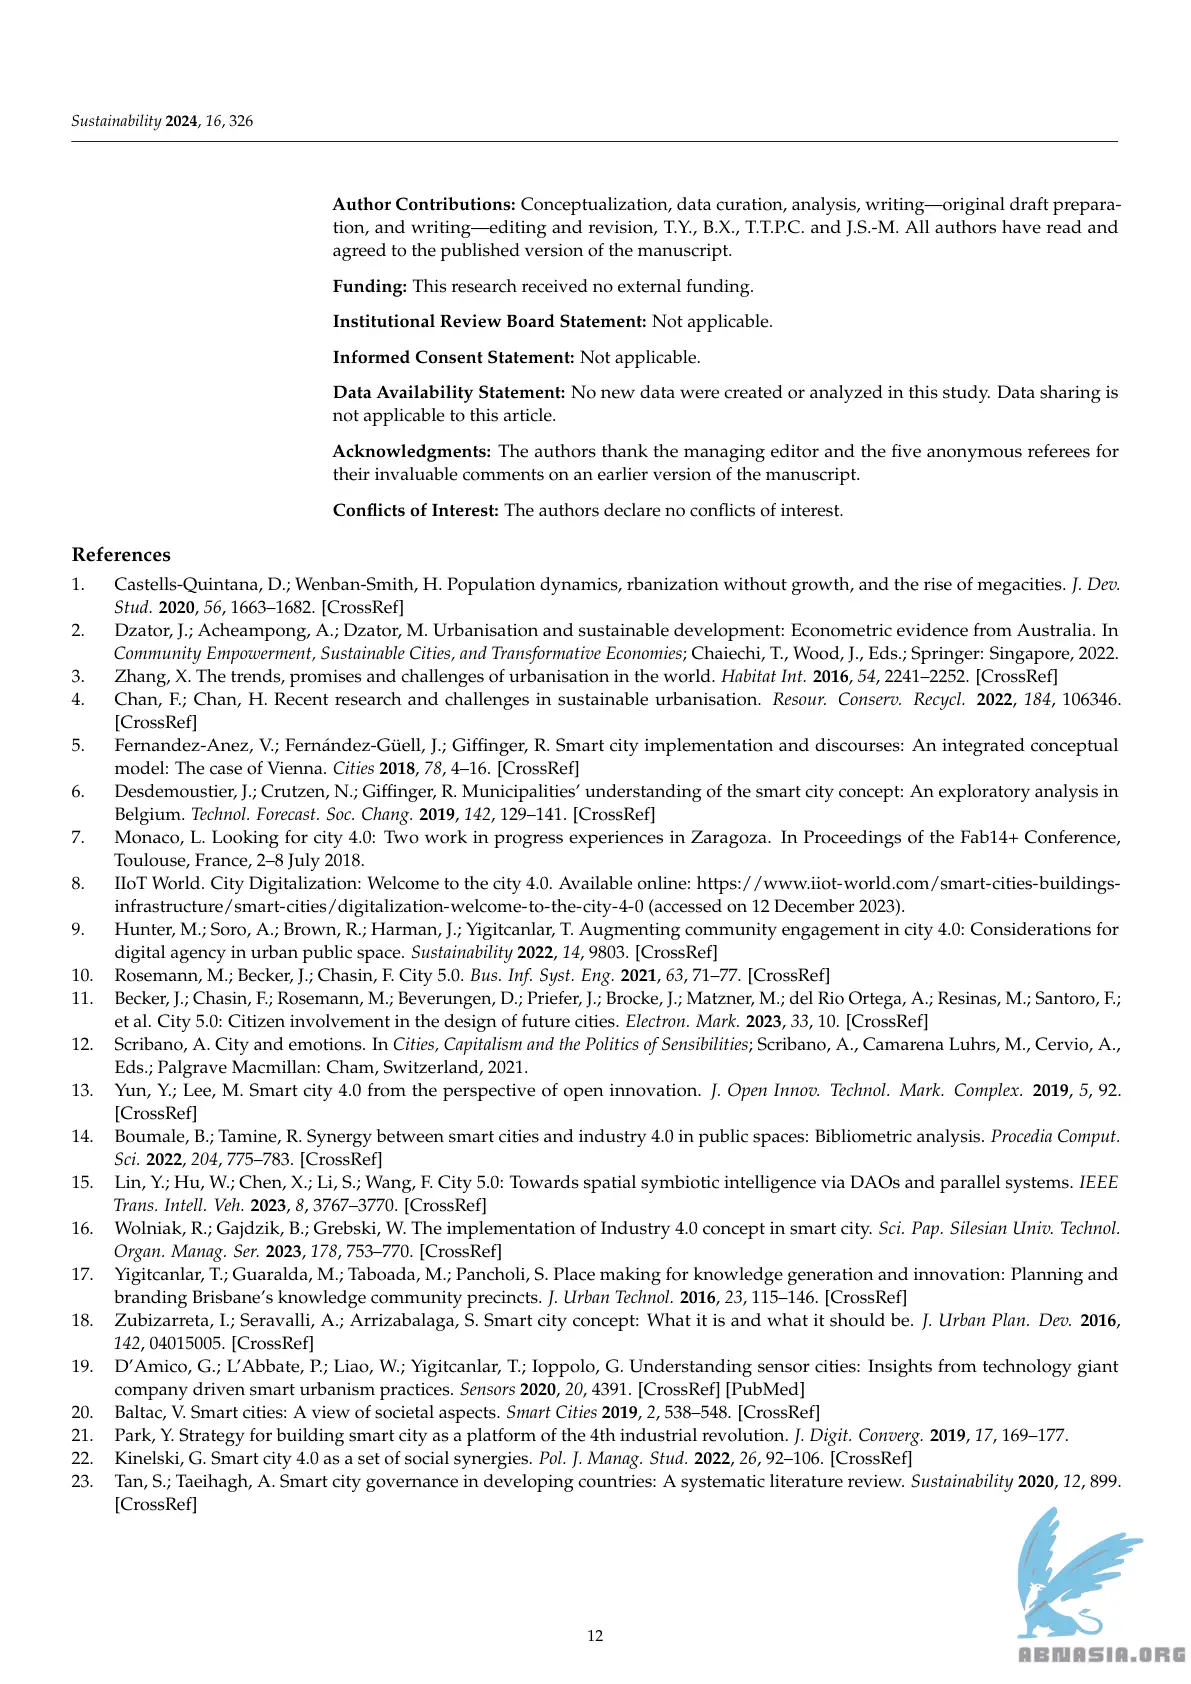 Sustainability 2024, 16, 326
Author Contributions: Conceptualization, data curation, analysis, writing—original draft prepara-
tion, and writing—editing and revision, T.Y., B.X., T.T.P.C. and J.S.-M. All authors have read and
agreed to the published version of the manuscript.
Funding: This research received no external funding.
Institutional Review Board Statement: Not applicable.
Informed Consent Statement: Not applicable.
Data Availability Statement: No new data were created or analyzed in this study. Data sharing is
not applicable to this article.
Acknowledgments: The authors thank the managing editor and the five anonymous referees for
their invaluable comments on an earlier version of the manuscript.
Conflicts of Interest: The authors declare no conflicts of interest.
References
1. Castells-Quintana, D.; Wenban-Smith, H. Population dynamics, rbanization without growth, and the rise of megacities. J. Dev.
Stud. 2020, 56, 1663–1682. [CrossRef]
2. Dzator, J.; Acheampong, A.; Dzator, M. Urbanisation and sustainable development: Econometric evidence from Australia. In
Community Empowerment, Sustainable Cities, and Transformative Economies; Chaiechi, T., Wood, J., Eds.; Springer: Singapore, 2022.
3. Zhang, X. The trends, promises and challenges of urbanisation in the world. Habitat Int. 2016, 54, 2241–2252. [CrossRef]
4. Chan, F.; Chan, H. Recent research and challenges in sustainable urbanisation. Resour. Conserv. Recycl. 2022, 184, 106346.
[CrossRef]
5. Fernandez-Anez, V.; Fernández-Güell, J.; Giffinger, R. Smart city implementation and discourses: An integrated conceptual
model: The case of Vienna. Cities 2018, 78, 4–16. [CrossRef]
6. Desdemoustier, J.; Crutzen, N.; Giffinger, R. Municipalities' understanding of the smart city concept: An exploratory analysis in
Belgium. Technol. Forecast. Soc. Chang. 2019, 142, 129–141. [CrossRef]
7. Monaco, L. Looking for city 4.0: Two work in progress experiences in Zaragoza. In Proceedings of the Fab14+ Conference,
Toulouse, France, 2–8 July 2018.
8. IIoT World. City Digitalization: Welcome to the city 4.0. Available online: https://www.iiot-world.com/smart-cities-buildings-
infrastructure/smart-cities/digitalization-welcome-to-the-city-4-0 (accessed on 12 December 2023).
9. Hunter, M.; Soro, A.; Brown, R.; Harman, J.; Yigitcanlar, T. Augmenting community engagement in city 4.0: Considerations for
digital agency in urban public space. Sustainability 2022, 14, 9803. [CrossRef]
10. Rosemann, M.; Becker, J.; Chasin, F. City 5.0. Bus. Inf. Syst. Eng. 2021, 63, 71–77. [CrossRef]
11. Becker, J.; Chasin, F.; Rosemann, M.; Beverungen, D.; Priefer, J.; Brocke, J.; Matzner, M.; del Rio Ortega, A.; Resinas, M.; Santoro, F.;
et al. City 5.0: Citizen involvement in the design of future cities. Electron. Mark. 2023, 33, 10. [CrossRef]
12. Scribano, A. City and emotions. In Cities, Capitalism and the Politics of Sensibilities; Scribano, A., Camarena Luhrs, M., Cervio, A.,
Eds.; Palgrave Macmillan: Cham, Switzerland, 2021.
13. Yun, Y.; Lee, M. Smart city 4.0 from the perspective of open innovation. J. Open Innov. Technol. Mark. Complex. 2019, 5, 92.
[CrossRef]
14. Boumale, B.; Tamine, R. Synergy between smart cities and industry 4.0 in public spaces: Bibliometric analysis. Procedia Comput.
Sci. 2022, 204, 775–783. [CrossRef]
15. Lin, Y.; Hu, W.; Chen, X.; Li, S.; Wang, F. City 5.0: Towards spatial symbiotic intelligence via DAOs and parallel systems. IEEE
Trans. Intell. Veh. 2023, 8, 3767–3770. [CrossRef]
16. Wolniak, R.; Gajdzik, B.; Grebski, W. The implementation of Industry 4.0 concept in smart city. Sci. Pap. Silesian Univ. Technol.
Organ. Manag. Ser. 2023, 178, 753–770. [CrossRef]
17. Yigitcanlar, T.; Guaralda, M.; Taboada, M.; Pancholi, S. Place making for knowledge generation and innovation: Planning and
branding Brisbane's knowledge community precincts. J. Urban Technol. 2016, 23, 115–146. [CrossRef]
18. Zubizarreta, I.; Seravalli, A.; Arrizabalaga, S. Smart city concept: What it is and what it should be. J. Urban Plan. Dev. 2016,
142, 04015005. [CrossRef]
19. D'Amico, G.; L'Abbate, P.; Liao, W.; Yigitcanlar, T.; Ioppolo, G. Understanding sensor cities: Insights from technology giant
company driven smart urbanism practices. Sensors 2020, 20, 4391. [CrossRef] [PubMed]
20. Baltac, V. Smart cities: A view of societal aspects. Smart Cities 2019, 2, 538–548. [CrossRef]
21. Park, Y. Strategy for building smart city as a platform of the 4th industrial revolution. J. Digit. Converg. 2019, 17, 169–177.
22. Kinelski, G. Smart city 4.0 as a set of social synergies. Pol. J. Manag. Stud. 2022, 26, 92–106. [CrossRef]
23. Tan, S.; Taeihagh, A. Smart city governance in developing countries: A systematic literature review. Sustainability 2020, 12, 899.
[CrossRef]
12
ABNASIA.ORG